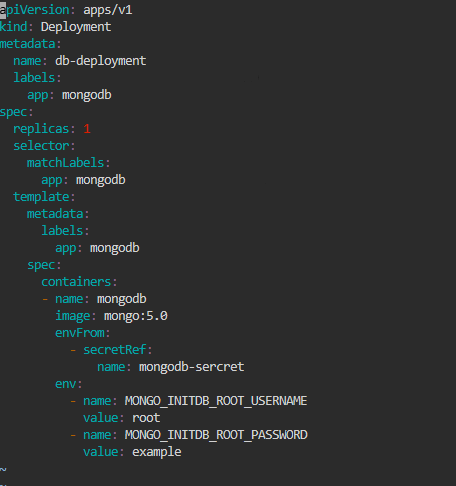 apiVersion: apps/v1
kind: Deployment
metadata:
  name: db-deployment
  labels:
    app: mongodb
spec:
  replicas: 1
  selector:
    matchLabels:
      app: mongodb
  template:
    metadata:
      labels:
        app: mongodb
    spec:
      containers:
      - name: mongodb
        image: mongo:5.0
        envFrom:
          - secretRef:
              name: mongodb-sercret
        env:
          - name: MONGO_INITDB_ROOT_USERNAME
            value: root
          - name: MONGO_INITDB_ROOT_PASSWORD
            value: example
~
~